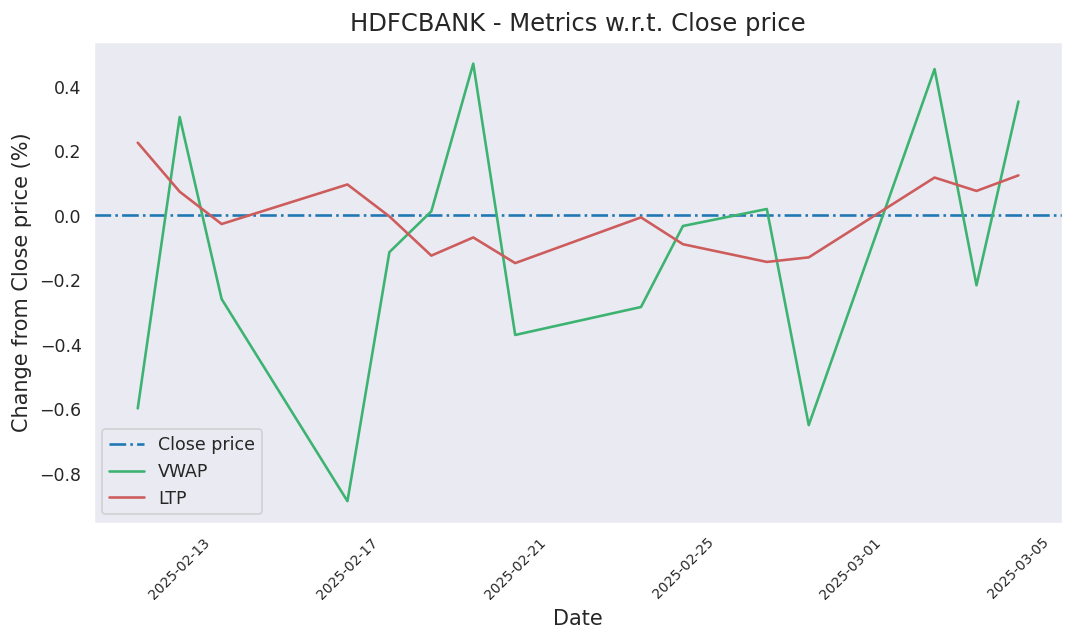 HDFCBANK - Metrics w.r.t. Close price
Change from Close price (%)
0.4
0.2
0.0
−0.2
−0.4
−0.6
−0.8
Close price
VWAP
LTP
2025-02-13
2025-02-17
2025-02-21
2025-02-25
2025-03-01
2025-03-05
Date